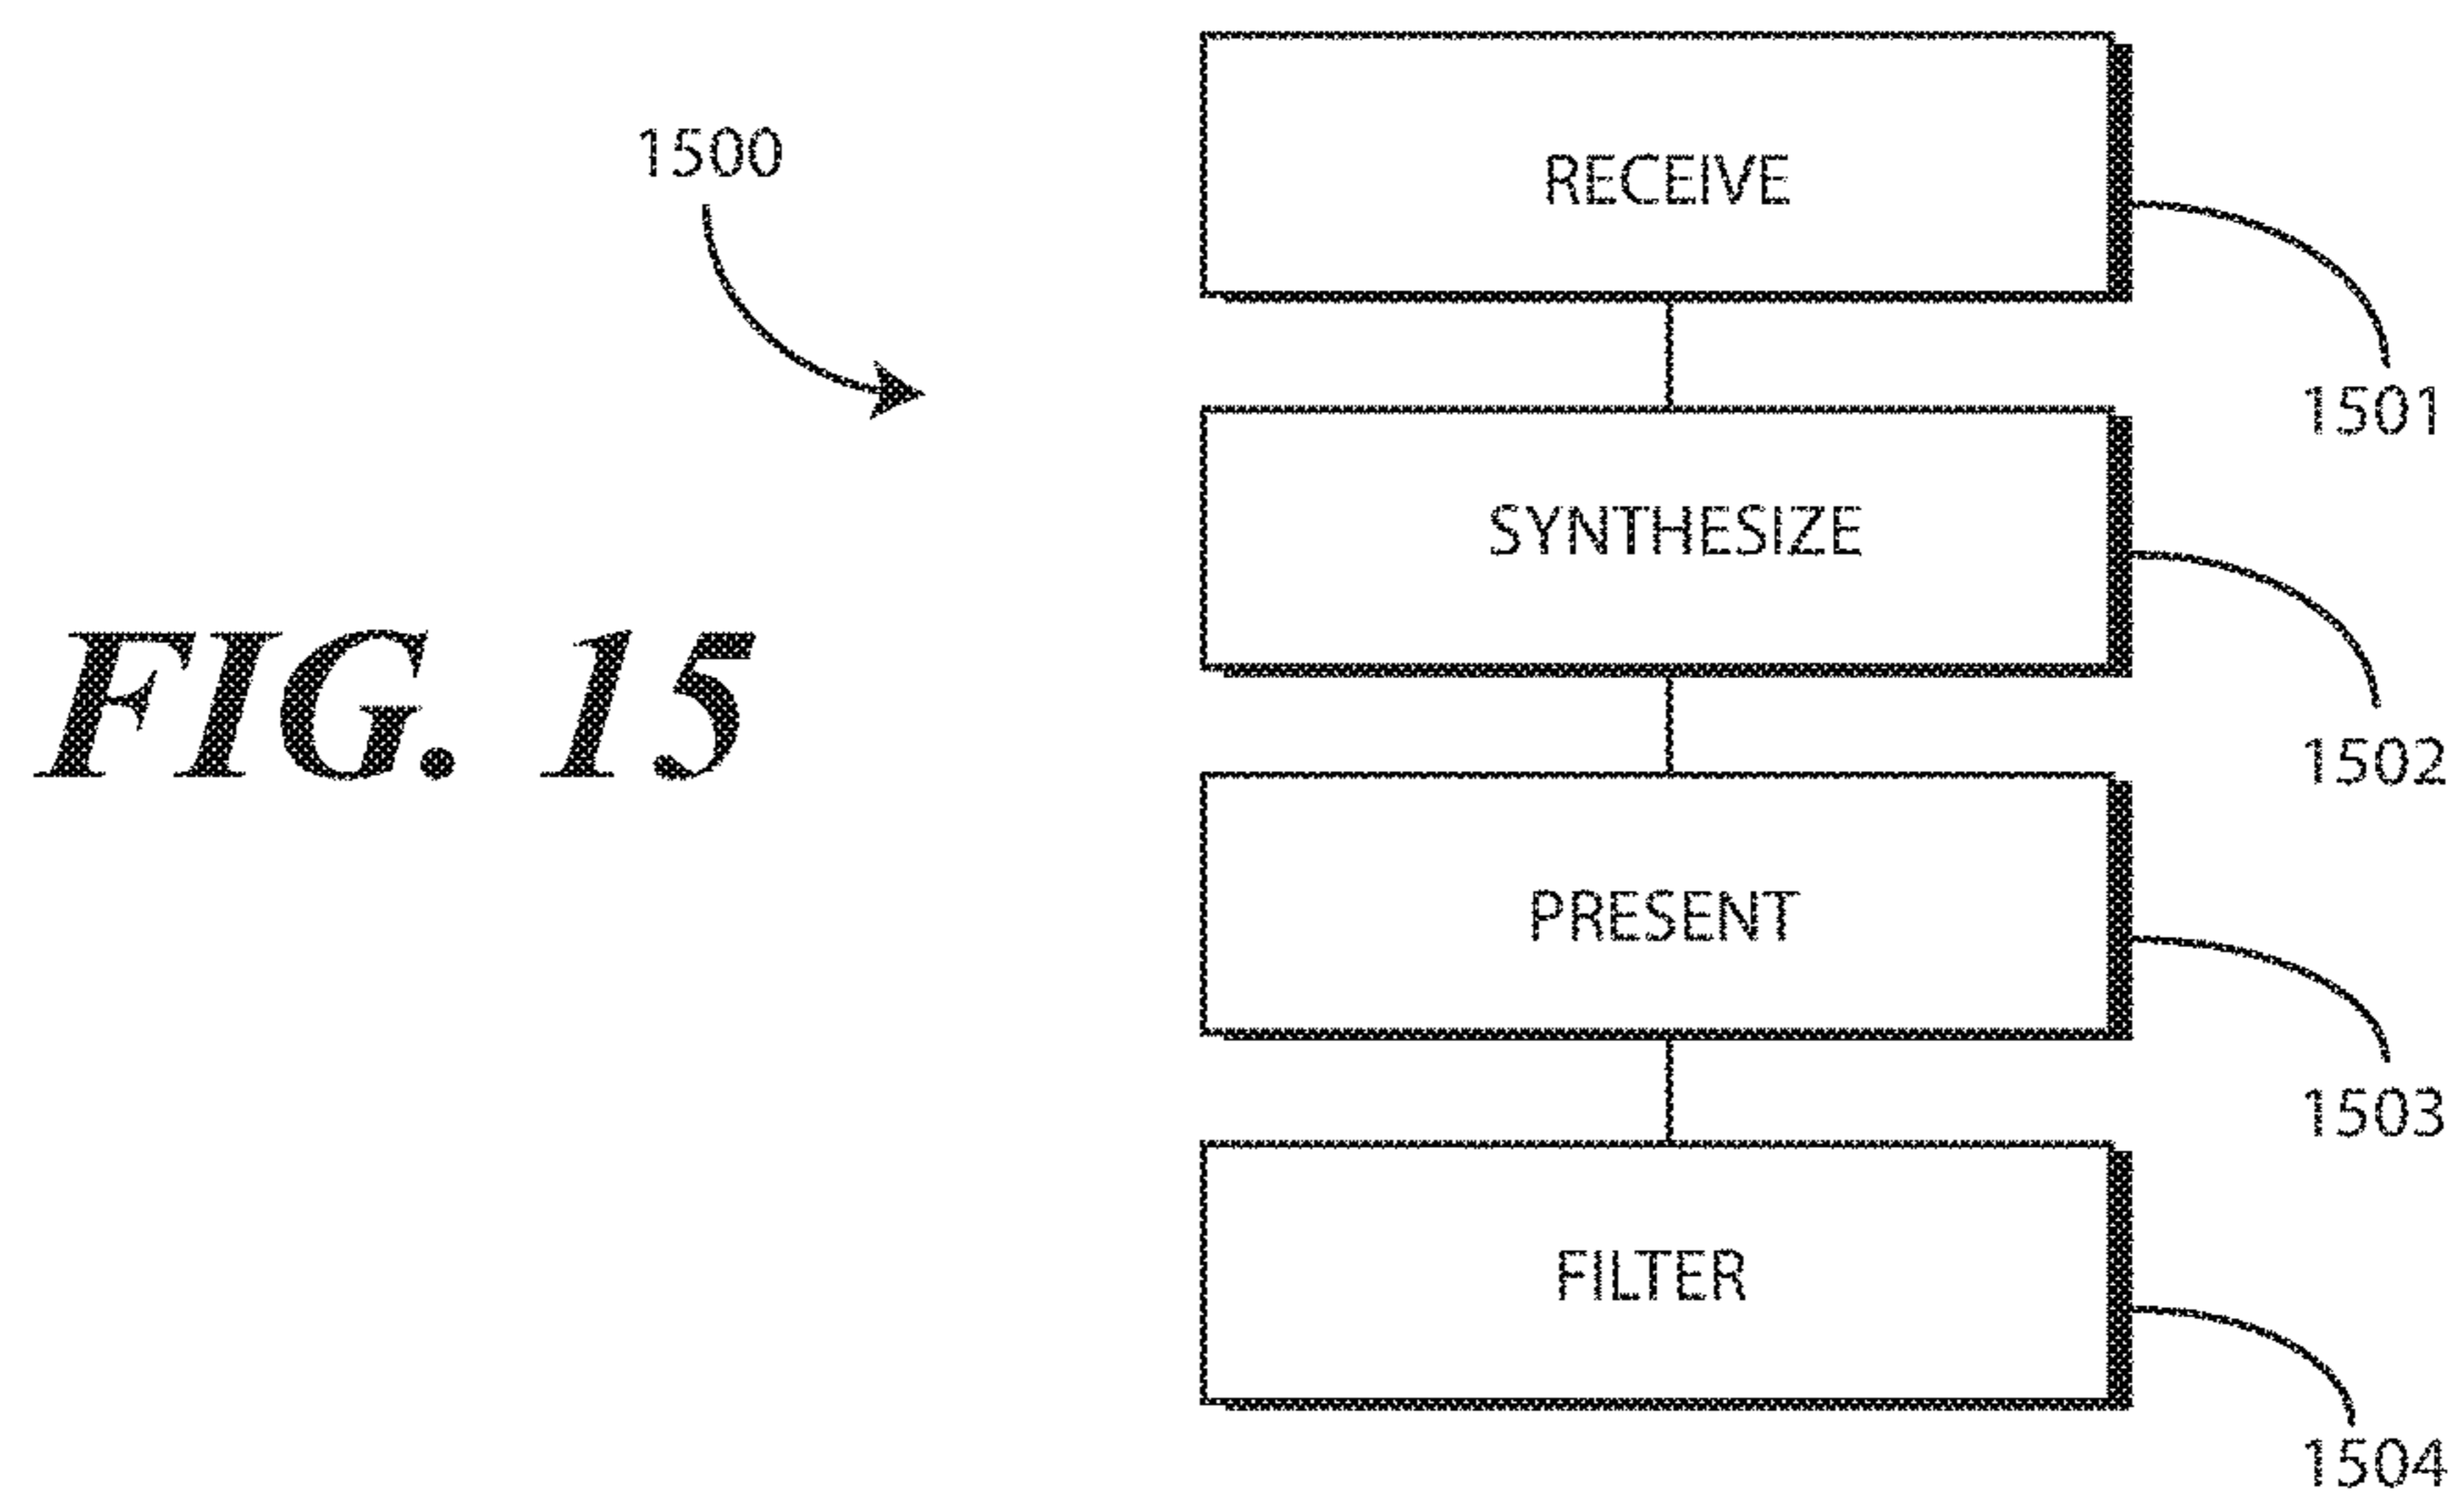 1500
RECEIVE
1501
SYNTHESIZE
1502
FIG. 15
PRESENT
1503
FILTER
1504